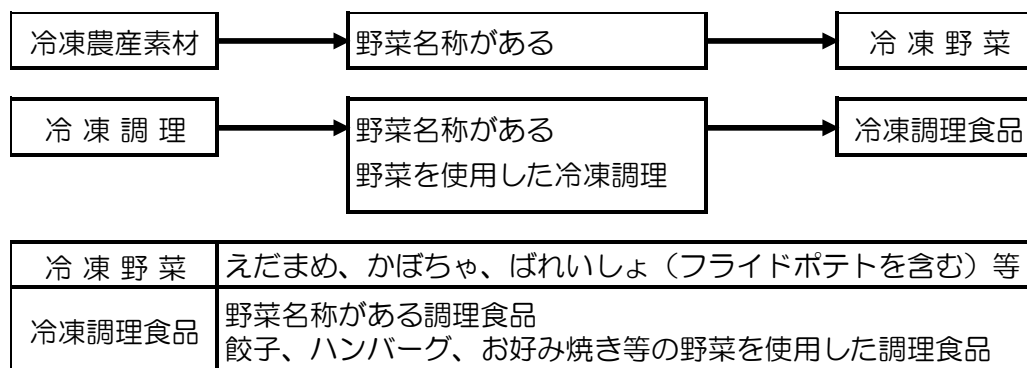 冷凍農産素材 野菜名称がある 冷 凍 野 菜
冷 凍 調 理 野菜名称がある 冷凍調理食品
野菜を使用した冷凍調理
冷 凍 野 菜 えだまめ、かぼちゃ、ばれいしょ（フライドポテトを含む）等
冷凍調理食品 野菜名称がある調理食品
餃子、ハンバーグ、お好み焼き等の野菜を使用した調理食品